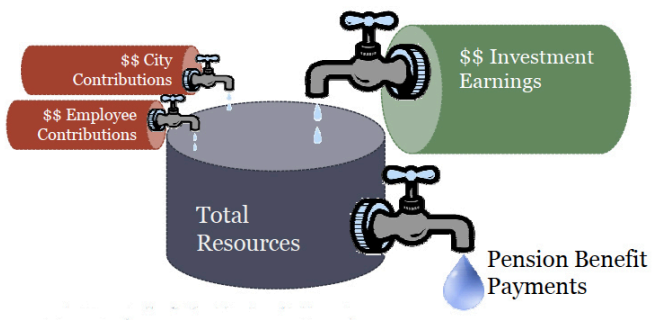 $$ City
Contributions
$$ Employee
Contributions
$$ Investment
Earnings
Total
Resources
Pension Benefit
Payments